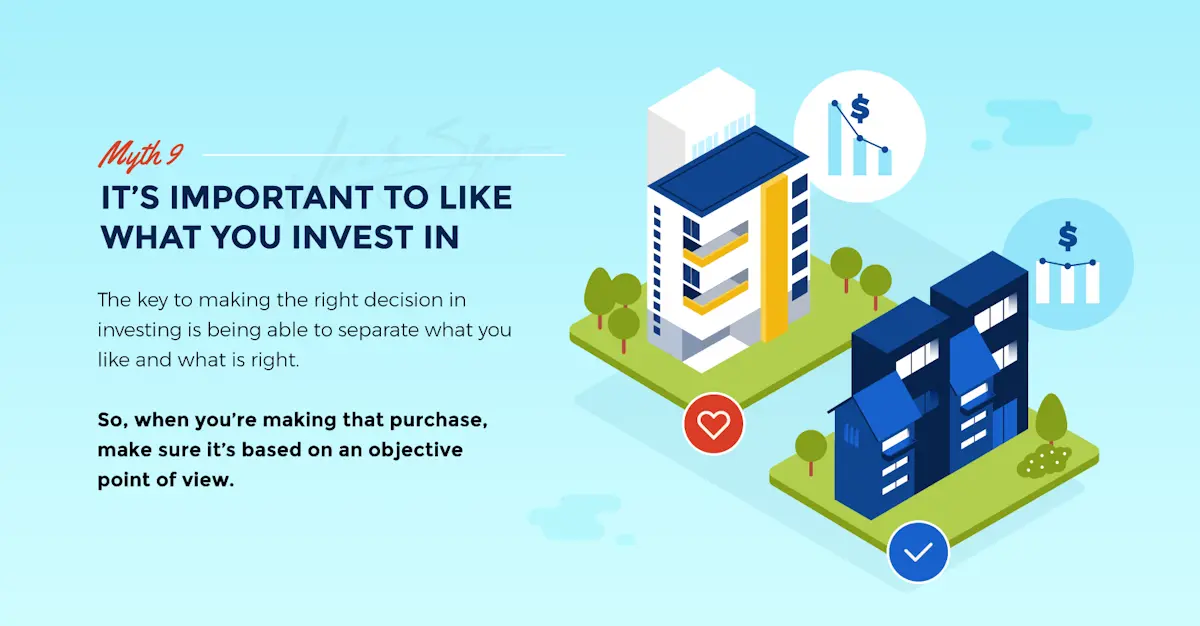 Myth 9
IT'S IMPORTANT TO LIKE
WHAT YOU INVEST IN
The key to making the right decision in
investing is being able to separate what you
like and what is right.
So, when you're making that purchase,
make sure it's based on an objective
point of view.
$
$